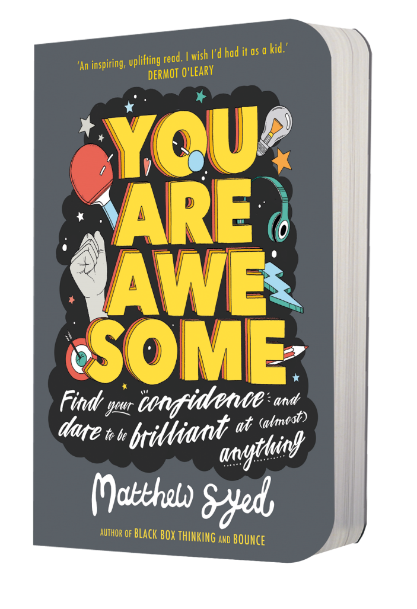 'An inspiring, uplifting read. I wish I'd had it as a kid.'
DERMOT O'LEARY
YOU
ARE
AWE
SOME
Find your "confidence" and
dare to be brilliant at (almost)
anything
Matthew Syed
AUTHOR OF BLACK BOX THINKING AND BOUNCE